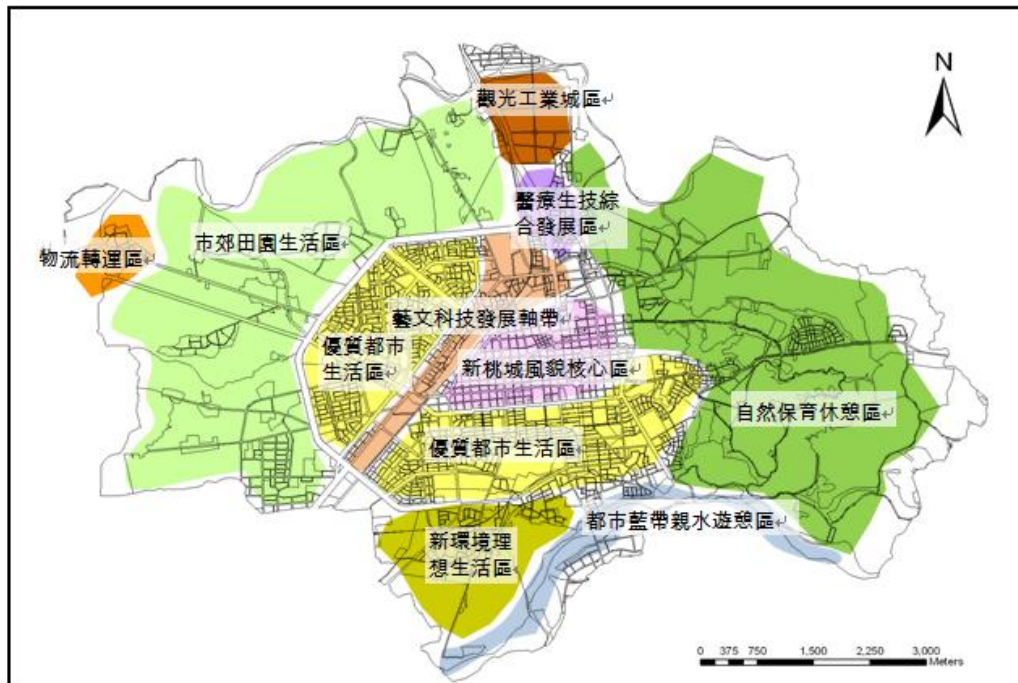 N
觀光工業城區
醫療生技綜
合發展區
市郊田園生活區
物流轉運區
藝文科技發展軸帶
優質都市
生活區
新桃城風貌核心區
自然保育休憩區
優質都市生活區
都市藍帶親水遊憩區
新環境理
想生活區
0 375 750 1,500 2,250 3,000
Meters